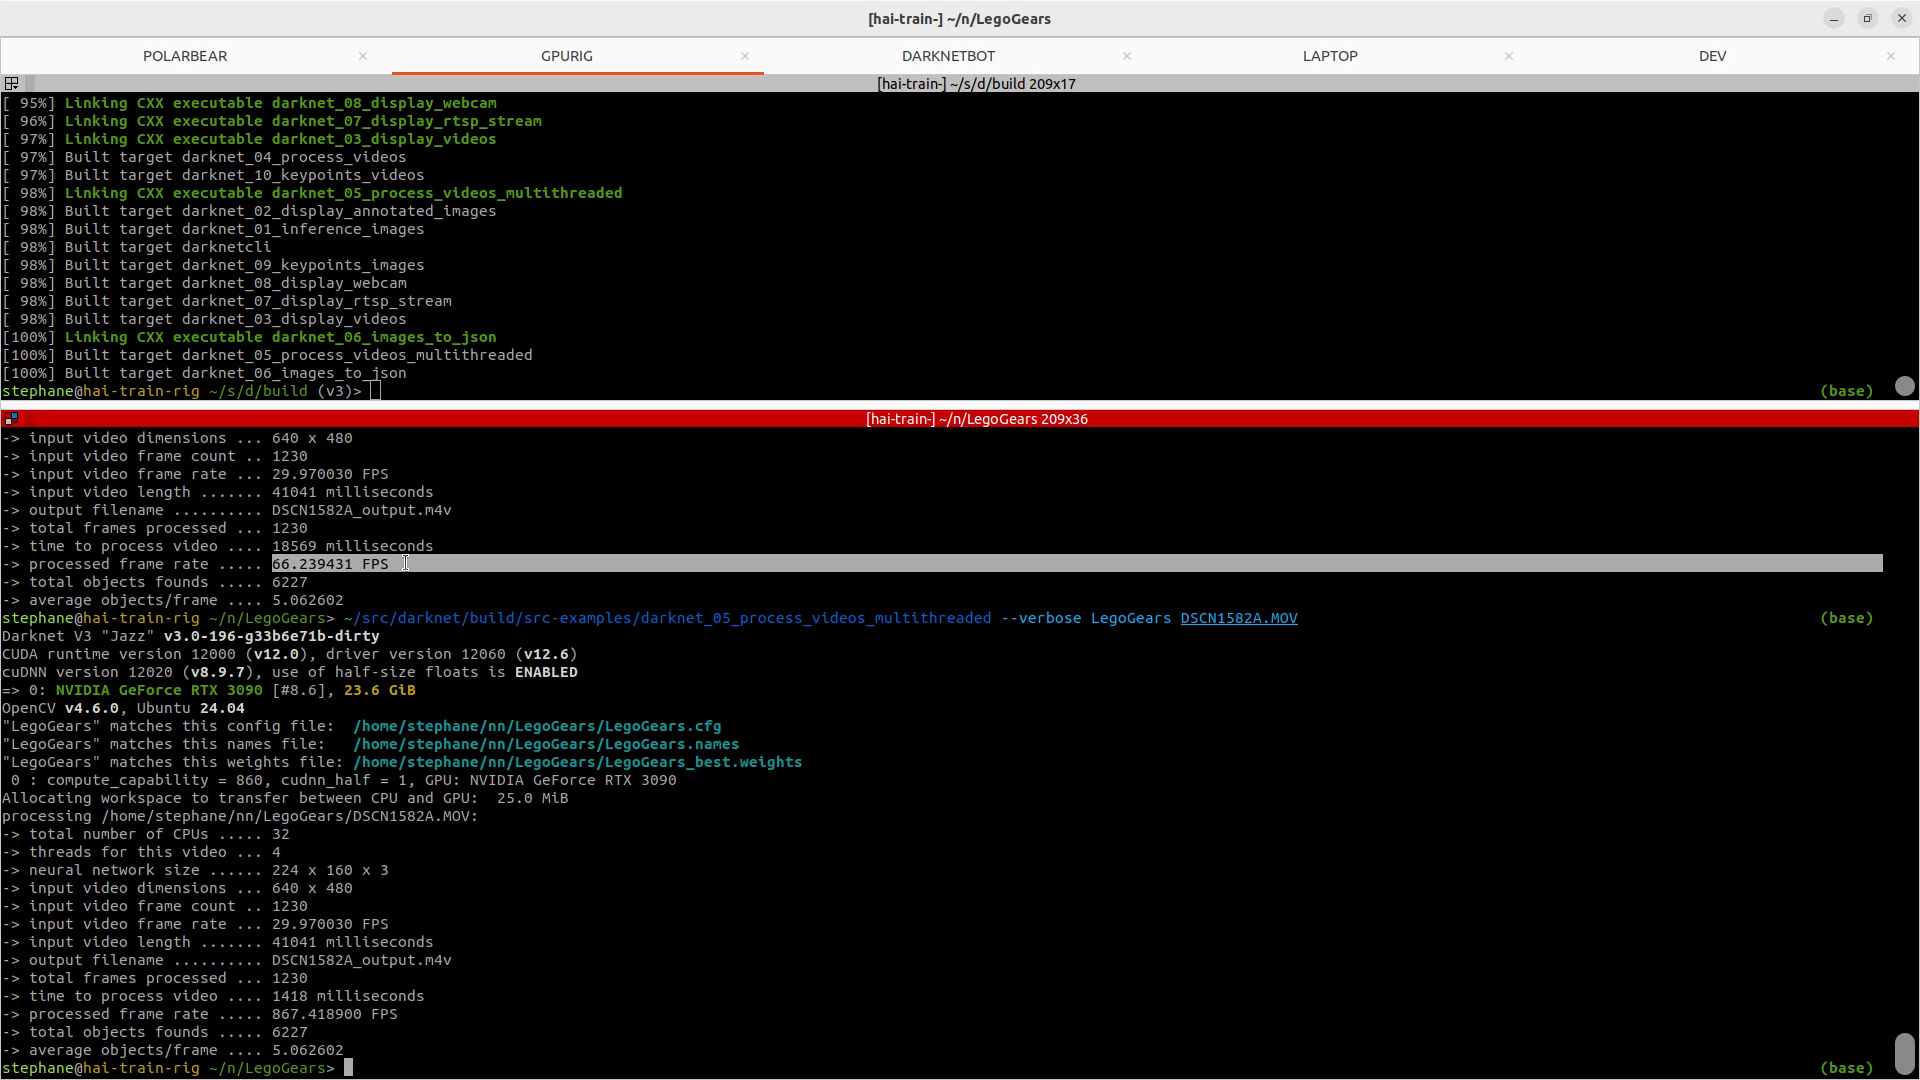 [hai-train-] ~/n/LegoGears
POLARBEAR × GPURIG × DARKNETBOT × LAPTOP × DEV ×
[hai-train-] ~/s/d/build 209x17
[ 95%] Linking CXX executable darknet_08_display_webcam
[ 96%] Linking CXX executable darknet_07_display_rtsp_stream
[ 97%] Linking CXX executable darknet_03_display_videos
[ 97%] Built target darknet_04_process_videos
[ 97%] Built target darknet_10_keypoints_videos
[ 98%] Linking CXX executable darknet_05_process_videos_multithreaded
[ 98%] Built target darknet_02_display_annotated_images
[ 98%] Built target darknet_01_inference_images
[ 98%] Built target darknetcli
[ 98%] Built target darknet_09_keypoints_images
[ 98%] Built target darknet_08_display_webcam
[ 98%] Built target darknet_07_display_rtsp_stream
[ 98%] Built target darknet_03_display_videos
[100%] Linking CXX executable darknet_06_images_to_json
[100%] Built target darknet_05_process_videos_multithreaded
[100%] Built target darknet_06_images_to_json
stephane@hai-train-rig ~/s/d/build (v3)> (base)
[hai-train-] ~/n/LegoGears 209x36
-> input video dimensions ... 640 x 480
-> input video frame count .. 1230
-> input video frame rate ... 29.970030 FPS
-> input video length ....... 41041 milliseconds
-> output filename .......... DSCN1582A_output.m4v
-> total frames processed ... 1230
-> time to process video .... 18569 milliseconds
-> processed frame rate ..... 66.239431 FPS
-> total objects founds ..... 6227
-> average objects/frame .... 5.062602
stephane@hai-train-rig ~/n/LegoGears> ~/src/darknet/build/src-examples/darknet_05_process_videos_multithreaded --verbose LegoGears DSCN1582A.MOV (base)
Darknet V3 "Jazz" v3.0-196-g33b6e71b-dirty
CUDA runtime version 12000 (v12.0), driver version 12060 (v12.6)
cuDNN version 12020 (v8.9.7), use of half-size floats is ENABLED
=> 0: NVIDIA GeForce RTX 3090 [#8.6], 23.6 GiB
OpenCV v4.6.0, Ubuntu 24.04
"LegoGears" matches this config file:  /home/stephane/nn/LegoGears/LegoGears.cfg
"LegoGears" matches this names file:   /home/stephane/nn/LegoGears/LegoGears.names
"LegoGears" matches this weights file: /home/stephane/nn/LegoGears/LegoGears_best.weights
 0 : compute_capability = 860, cudnn_half = 1, GPU: NVIDIA GeForce RTX 3090
Allocating workspace to transfer between CPU and GPU:  25.0 MiB
processing /home/stephane/nn/LegoGears/DSCN1582A.MOV:
-> total number of CPUs ..... 32
-> threads for this video ... 4
-> neural network size ...... 224 x 160 x 3
-> input video dimensions ... 640 x 480
-> input video frame count .. 1230
-> input video frame rate ... 29.970030 FPS
-> input video length ....... 41041 milliseconds
-> output filename .......... DSCN1582A_output.m4v
-> total frames processed ... 1230
-> time to process video .... 1418 milliseconds
-> processed frame rate ..... 867.418900 FPS
-> total objects founds ..... 6227
-> average objects/frame .... 5.062602
stephane@hai-train-rig ~/n/LegoGears> (base)